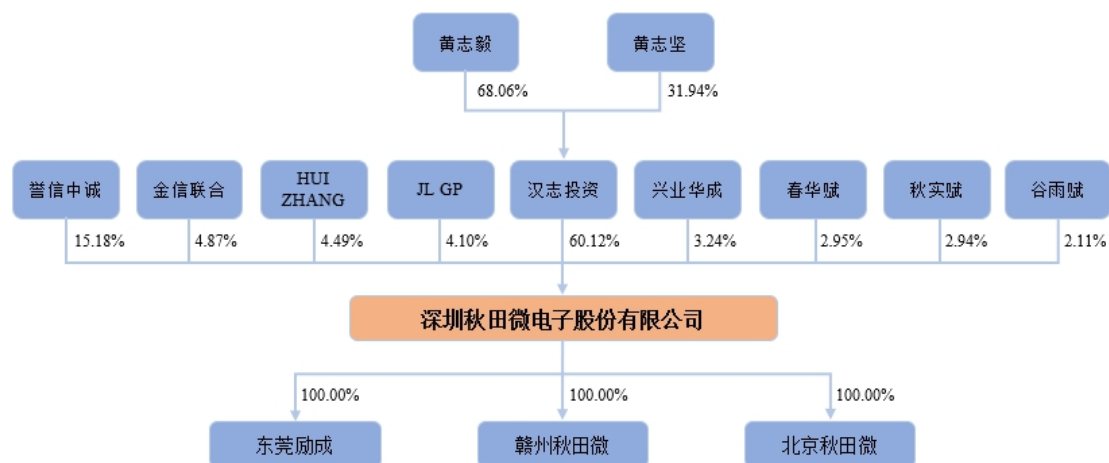 黄志毅
黄志坚
68.06%
31.94%
誉信中诚
金信联合
HUI
ZHANG
JL GP
汉志投资
兴业华成
春华赋
秋实赋
谷雨赋
15.18%
4.87%
4.49%
4.10%
60.12%
3.24%
2.95%
2.94%
2.11%
深圳秋田微电子股份有限公司
100.00%
100.00%
100.00%
东莞励成
赣州秋田微
北京秋田微